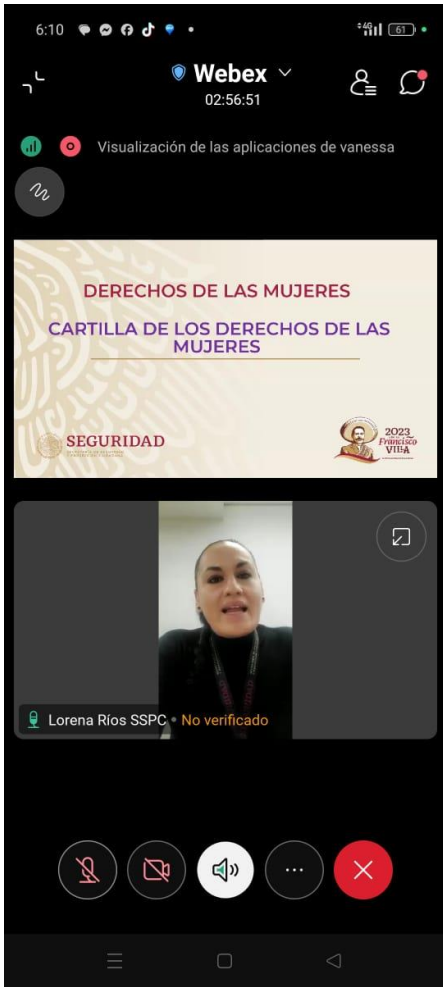 6:10
4G
61
Webex
02:56:51
Visualización de las aplicaciones de vanessa
DERECHOS DE LAS MUJERES
CARTILLA DE LOS DERECHOS DE LAS
MUJERES
SEGURIDAD
2023
Francisco
VILLA
Lorena Ríos SSPC • No verificado